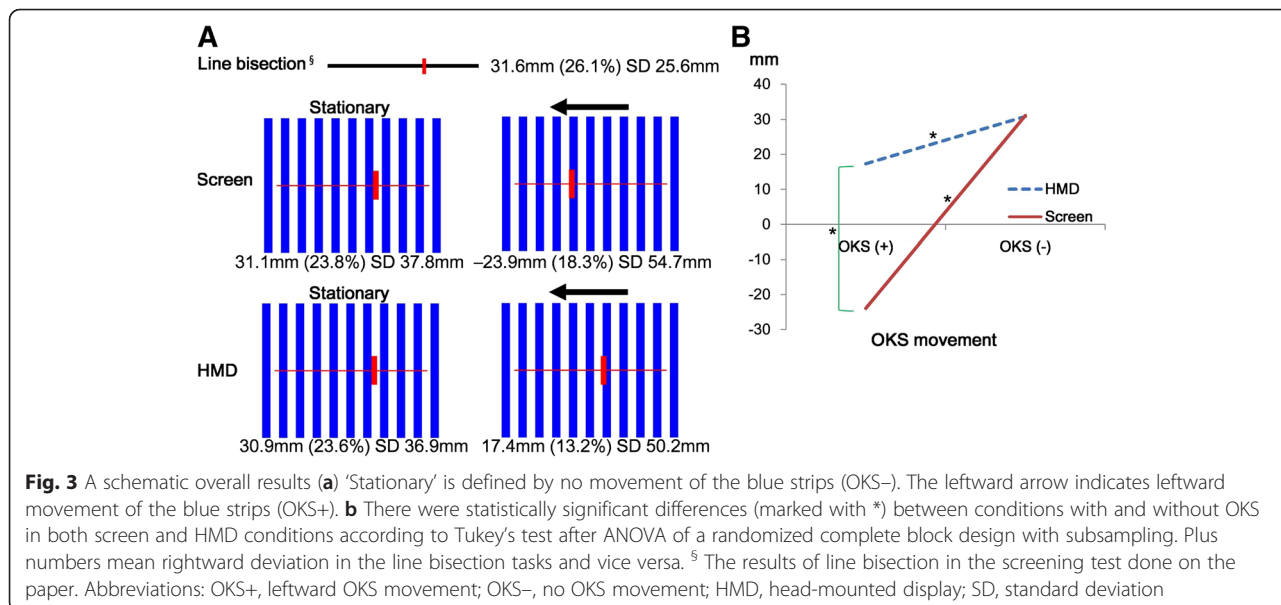 A
Line bisection § 31.6mm (26.1%) SD 25.6mm
Stationary
Screen
31.1mm (23.8%) SD 37.8mm –23.9mm (18.3%) SD 54.7mm
Stationary
HMD
30.9mm (23.6%) SD 36.9mm 17.4mm (13.2%) SD 50.2mm
B
mm
40
30
20
10
0
-10
-20
-30
*
*
*
HMD
Screen
OKS (+) OKS (-)
OKS movement
Fig. 3 A schematic overall results (a) ‘Stationary’ is defined by no movement of the blue strips (OKS–). The leftward arrow indicates leftward
movement of the blue strips (OKS+). b There were statistically significant differences (marked with *) between conditions with and without OKS
in both screen and HMD conditions according to Tukey’s test after ANOVA of a randomized complete block design with subsampling. Plus
numbers mean rightward deviation in the line bisection tasks and vice versa. § The results of line bisection in the screening test done on the
paper. Abbreviations: OKS+, leftward OKS movement; OKS–, no OKS movement; HMD, head-mounted display; SD, standard deviation